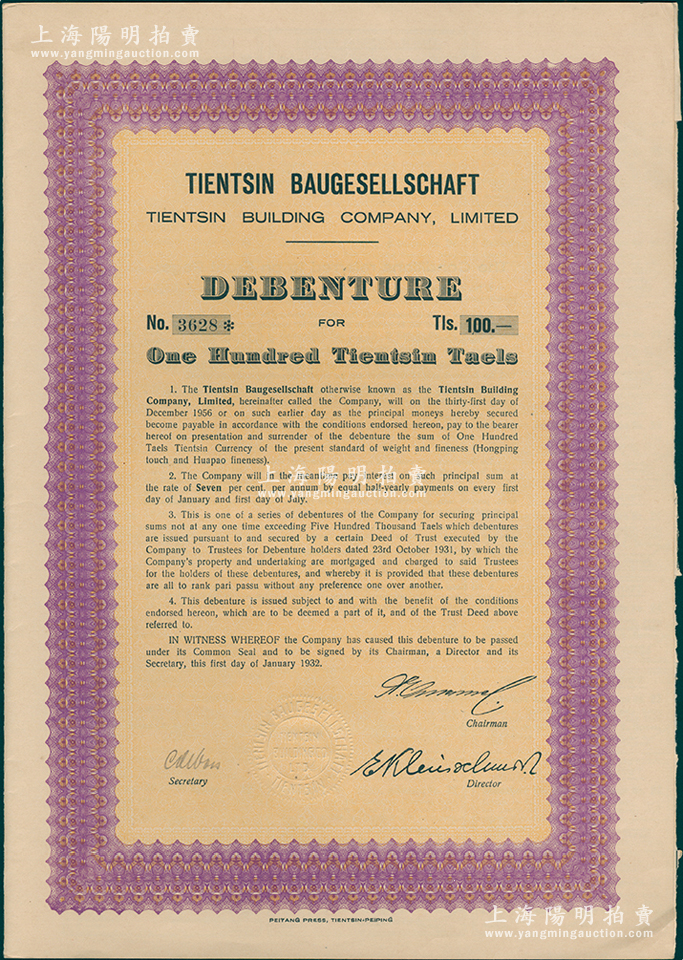 上海陽明拍賣
www.yangmingauction.com
TIENTSIN BAUGESELLSCHAFT
TIENTSIN BUILDING COMPANY, LIMITED
DEBENTURE
No. 3628* FOR Tls. 100.—
One Hundred Tientsin Taels
1. The Tientsin Baugesellschaft otherwise known as the Tientsin Building
Company, Limited, hereinafter called the Company, will on the thirty-first day of
December 1956 or on such earlier day as the principal moneys hereby secured
become payable in accordance with the conditions endorsed hereon, pay to the bearer
hereof on presentation and surrender of the debenture the sum of One Hundred
Taels Tientsin Currency of the present standard of weight and fineness (Hongping
touch and Huapao fineness).
上海陽明拍賣
2. The Company will in the meantime pay interest on such principal sum at
the rate of Seven per cent. per annum by equal half-yearly payments on every first
www.yangmingauction.com
day of January and first day of July.
3. This is one of a series of debentures of the Company for securing principal
sums not at any one time exceeding Five Hundred Thousand Taels which debentures
are issued pursuant to and secured by a certain Deed of Trust executed by the
Company to Trustees for Debenture holders dated 23rd October 1931, by which the
Company's property and undertaking are mortgaged and charged to said Trustees
for the holders of these debentures, and whereby it is provided that these debentures
are all to rank pari passu without any preference one over another.
4. This debenture is issued subject to and with the benefit of the conditions
endorsed hereon, which are to be deemed a part of it, and of the Trust Deed above
referred to.
IN WITNESS WHEREOF the Company has caused this debenture to be passed
under its Common Seal and to be signed by its Chairman, a Director and its
Secretary, this first day of January 1932.
Chairman
TIENTSIN BAUGESELLSCHAFT
TIENTSIN
BUILDING
Secretary
EKleinschmidt
Director
PEITANG PRESS, TIENTSIN-PEIPING
上海陽明拍賣
www.yangmingauction.com